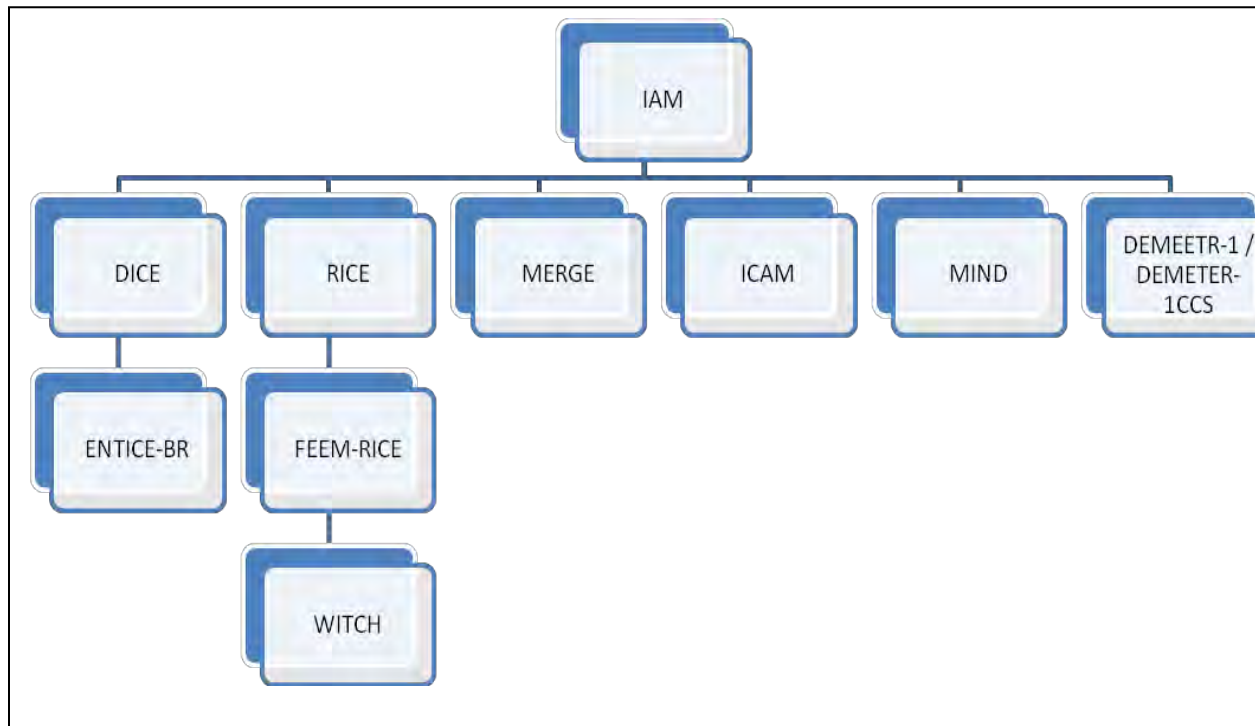 IAM
DICE
RICE
MERGE
ICAM
MIND
DEMEETR-1 /
DEMETER-
1CCS
ENTICE-BR
FEEM-RICE
WITCH